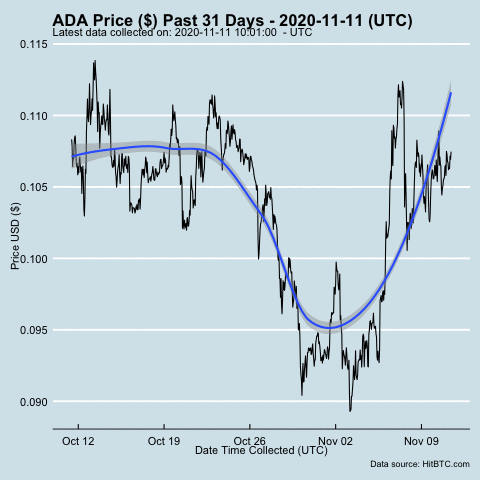 ADA Price ($) Past 31 Days - 2020-11-11 (UTC)
Latest data collected on: 2020-11-11 10:01:00  - UTC
0.115
0.110
0.105
0.100
0.095
0.090
Price USD ($)
Oct 12
Oct 19
Oct 26
Nov 02
Nov 09
Date Time Collected (UTC)
Data source: HitBTC.com